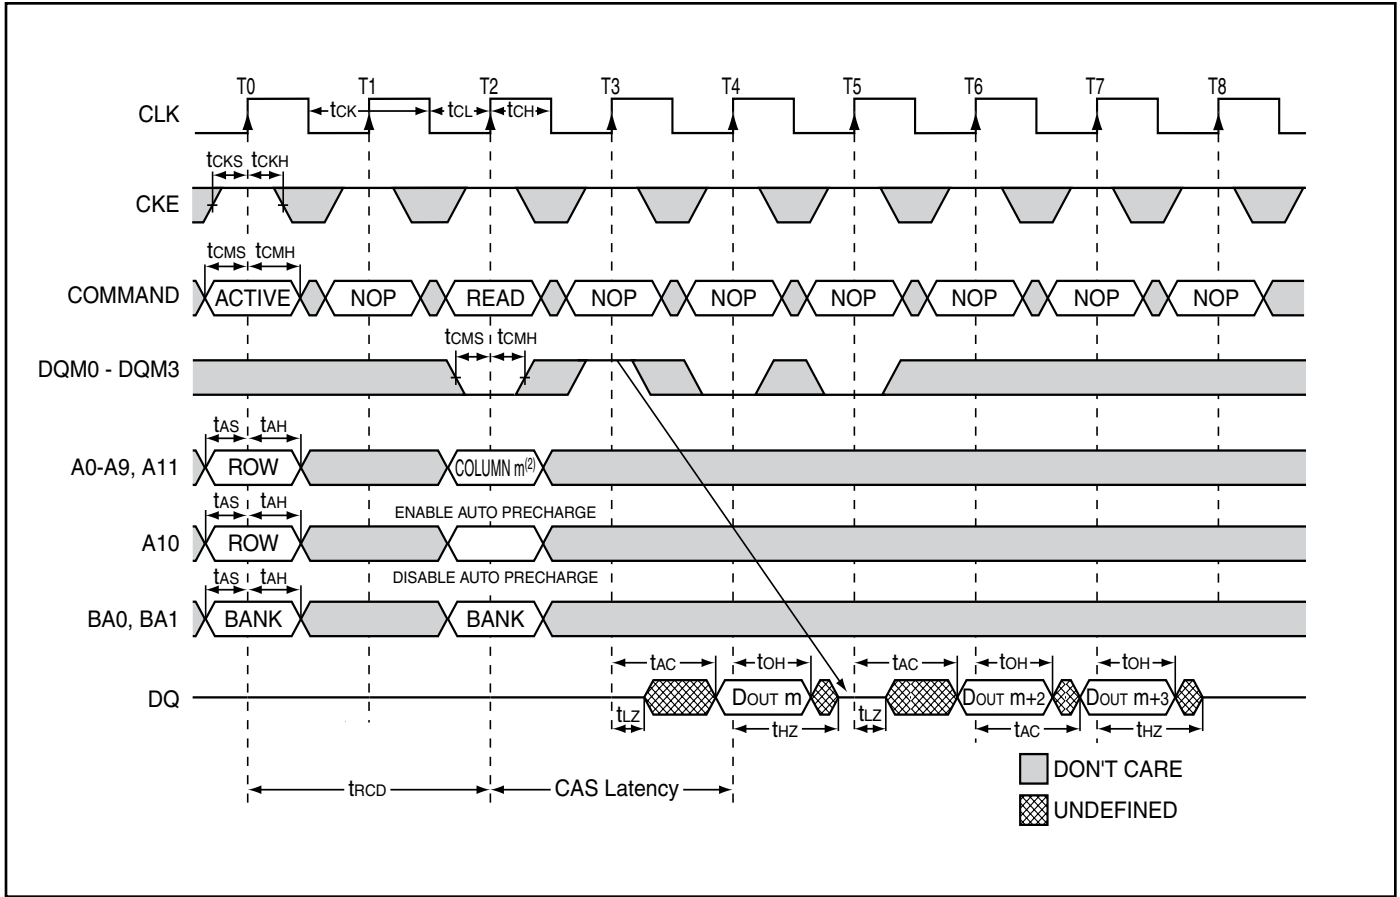 T0 T1 T2 T3 T4 T5 T6 T7 T8
CLK tCK tCL tCH
tCKS tCKH
CKE
tCMS tCMH
COMMAND ACTIVE NOP READ NOP NOP NOP NOP NOP NOP
tCMS tCMH
DQM0 - DQM3
tAS tAH
A0-A9, A11 ROW COLUMN m(2)
tAS tAH ENABLE AUTO PRECHARGE
A10 ROW
tAS tAH DISABLE AUTO PRECHARGE
BA0, BA1 BANK BANK
tAC tOH tAC tOH tOH
DQ DOUT m DOUT m+2 DOUT m+3
tLZ tHZ tLZ tAC tHZ
DON'T CARE
tRCD CAS Latency
UNDEFINED